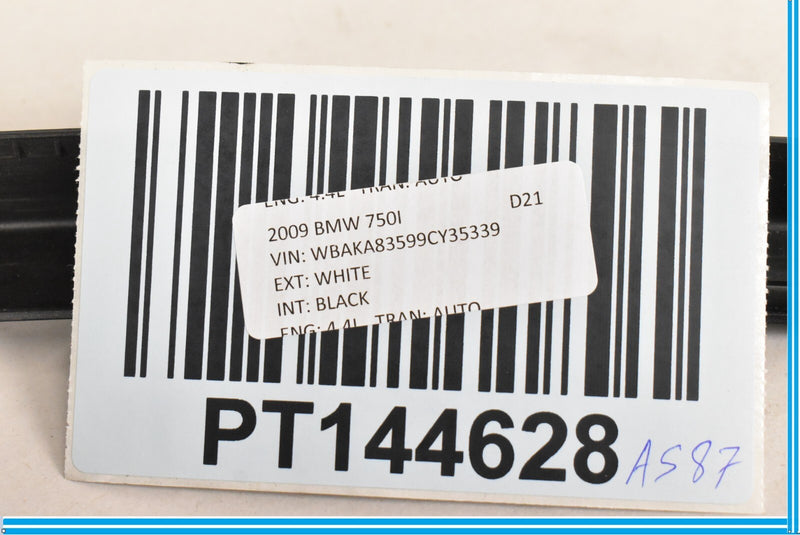 ENG: 4.4L TRAN: AUTO
2009 BMW 750I D21
VIN: WBAKA83599CY35339
EXT: WHITE
INT: BLACK
ENG: 4.4L TRAN: AUTO
PT144628 AS87